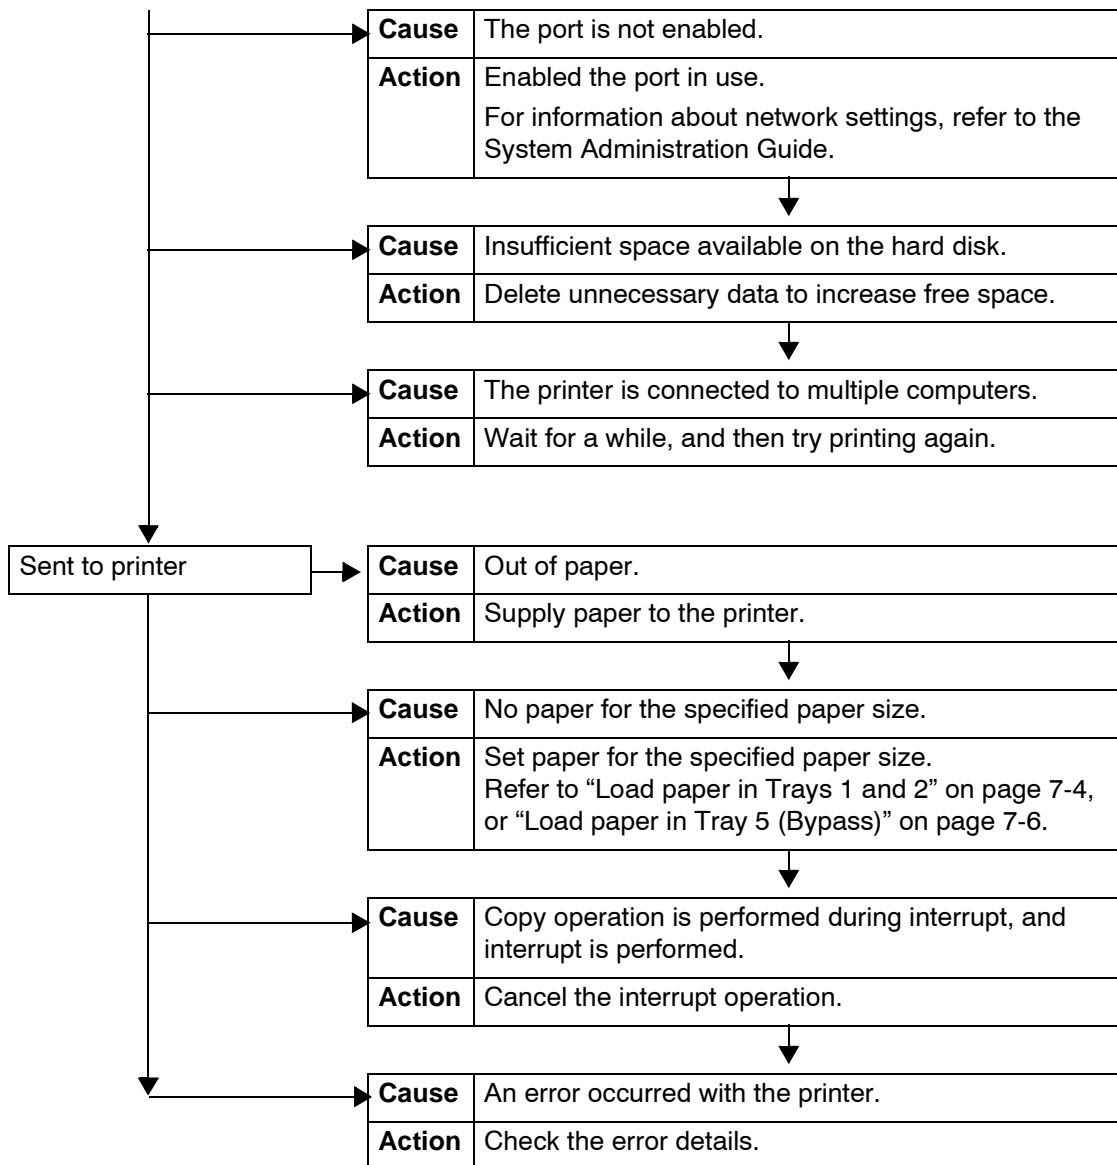 Cause The port is not enabled.
Action Enabled the port in use.
For information about network settings, refer to the
System Administration Guide.
Cause Insufficient space available on the hard disk.
Action Delete unnecessary data to increase free space.
Cause The printer is connected to multiple computers.
Action Wait for a while, and then try printing again.
Sent to printer Cause Out of paper.
Action Supply paper to the printer.
Cause No paper for the specified paper size.
Action Set paper for the specified paper size.
Refer to “Load paper in Trays 1 and 2” on page 7-4,
or “Load paper in Tray 5 (Bypass)” on page 7-6.
Cause Copy operation is performed during interrupt, and
interrupt is performed.
Action Cancel the interrupt operation.
Cause An error occurred with the printer.
Action Check the error details.